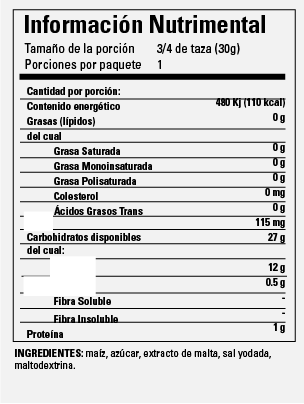 Información Nutrimental
Tamaño de la porción 3/4 de taza (30g)
Porciones por paquete 1
Cantidad por porción:
Contenido energético 480 Kj (110 kcal)
Grasas (lípidos) 0 g
del cual
Grasa Saturada 0 g
Grasa Monoinsaturada 0 g
Grasa Polisaturada 0 g
Colesterol 0 mg
Ácidos Grasos Trans 0 g
115 mg
Carbohidratos disponibles 27 g
del cual:
12 g
0.5 g
Fibra Soluble -
Fibra Insoluble -
Proteína 1 g
INGREDIENTES: maíz, azúcar, extracto de malta, sal yodada,
maltodextrina.